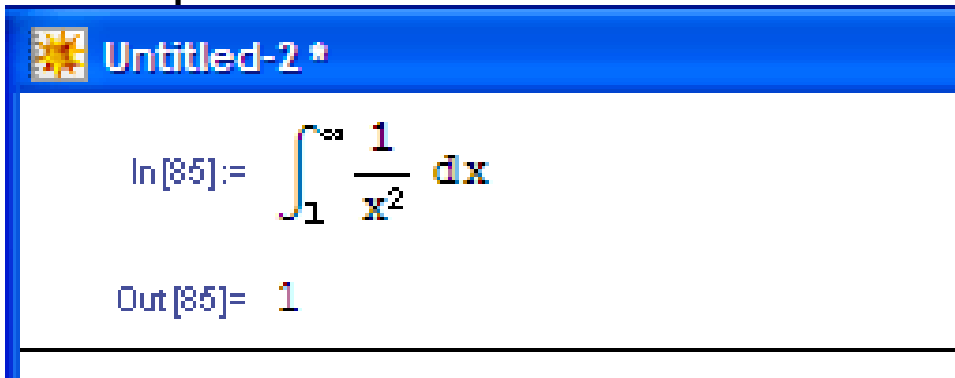 Untitled-2 *
In[85]:= ∫₁^∞ 1/x² dx
Out[85]= 1